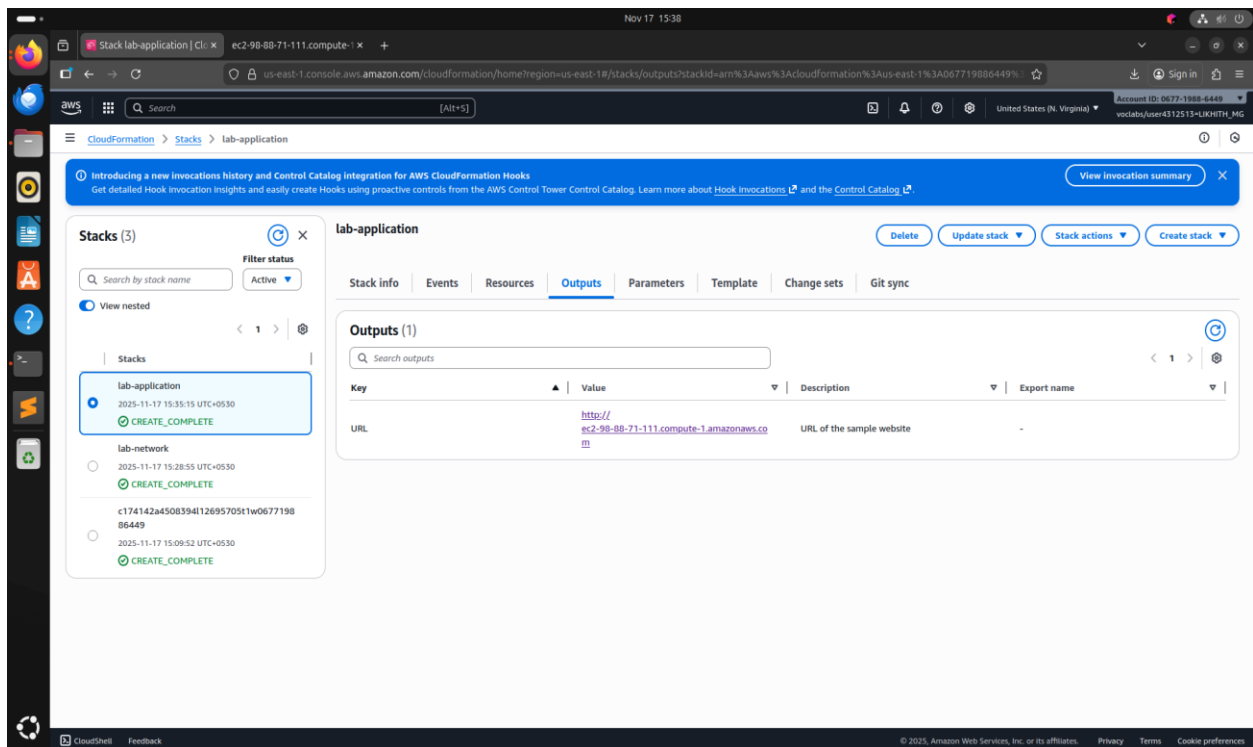 Nov 17 15:38
Stack lab-application | Clo ×
ec2-98-88-71-111.compute-1 ×
+
us-east-1.console.aws.amazon.com/cloudformation/home?region=us-east-1#/stacks/outputs?stackId=arn%3Aaws%3Acloudformation%3Aus-east-1%3A067719886449%
Sign in
aws
Search
[Alt+S]
United States (N. Virginia)
Account ID: 0677-1988-6449
voclabs/user4312513=LIKHITH_MG
CloudFormation > Stacks > lab-application
Introducing a new invocations history and Control Catalog integration for AWS CloudFormation Hooks
Get detailed Hook invocation insights and easily create Hooks using proactive controls from the AWS Control Tower Control Catalog. Learn more about Hook Invocations and the Control Catalog.
View invocation summary
Stacks (3)
Filter status
Search by stack name
Active
View nested
< 1 >
Stacks
lab-application
2025-11-17 15:35:15 UTC+0530
CREATE_COMPLETE
lab-network
2025-11-17 15:28:55 UTC+0530
CREATE_COMPLETE
c174142a4508394l12695705t1w0677198
86449
2025-11-17 15:09:52 UTC+0530
CREATE_COMPLETE
lab-application
Delete
Update stack
Stack actions
Create stack
Stack info
Events
Resources
Outputs
Parameters
Template
Change sets
Git sync
Outputs (1)
Search outputs
< 1 >
Key
Value
Description
Export name
URL
http://
ec2-98-88-71-111.compute-1.amazonaws.co
m
URL of the sample website
-
CloudShell
Feedback
© 2025, Amazon Web Services, Inc. or its affiliates.
Privacy
Terms
Cookie preferences